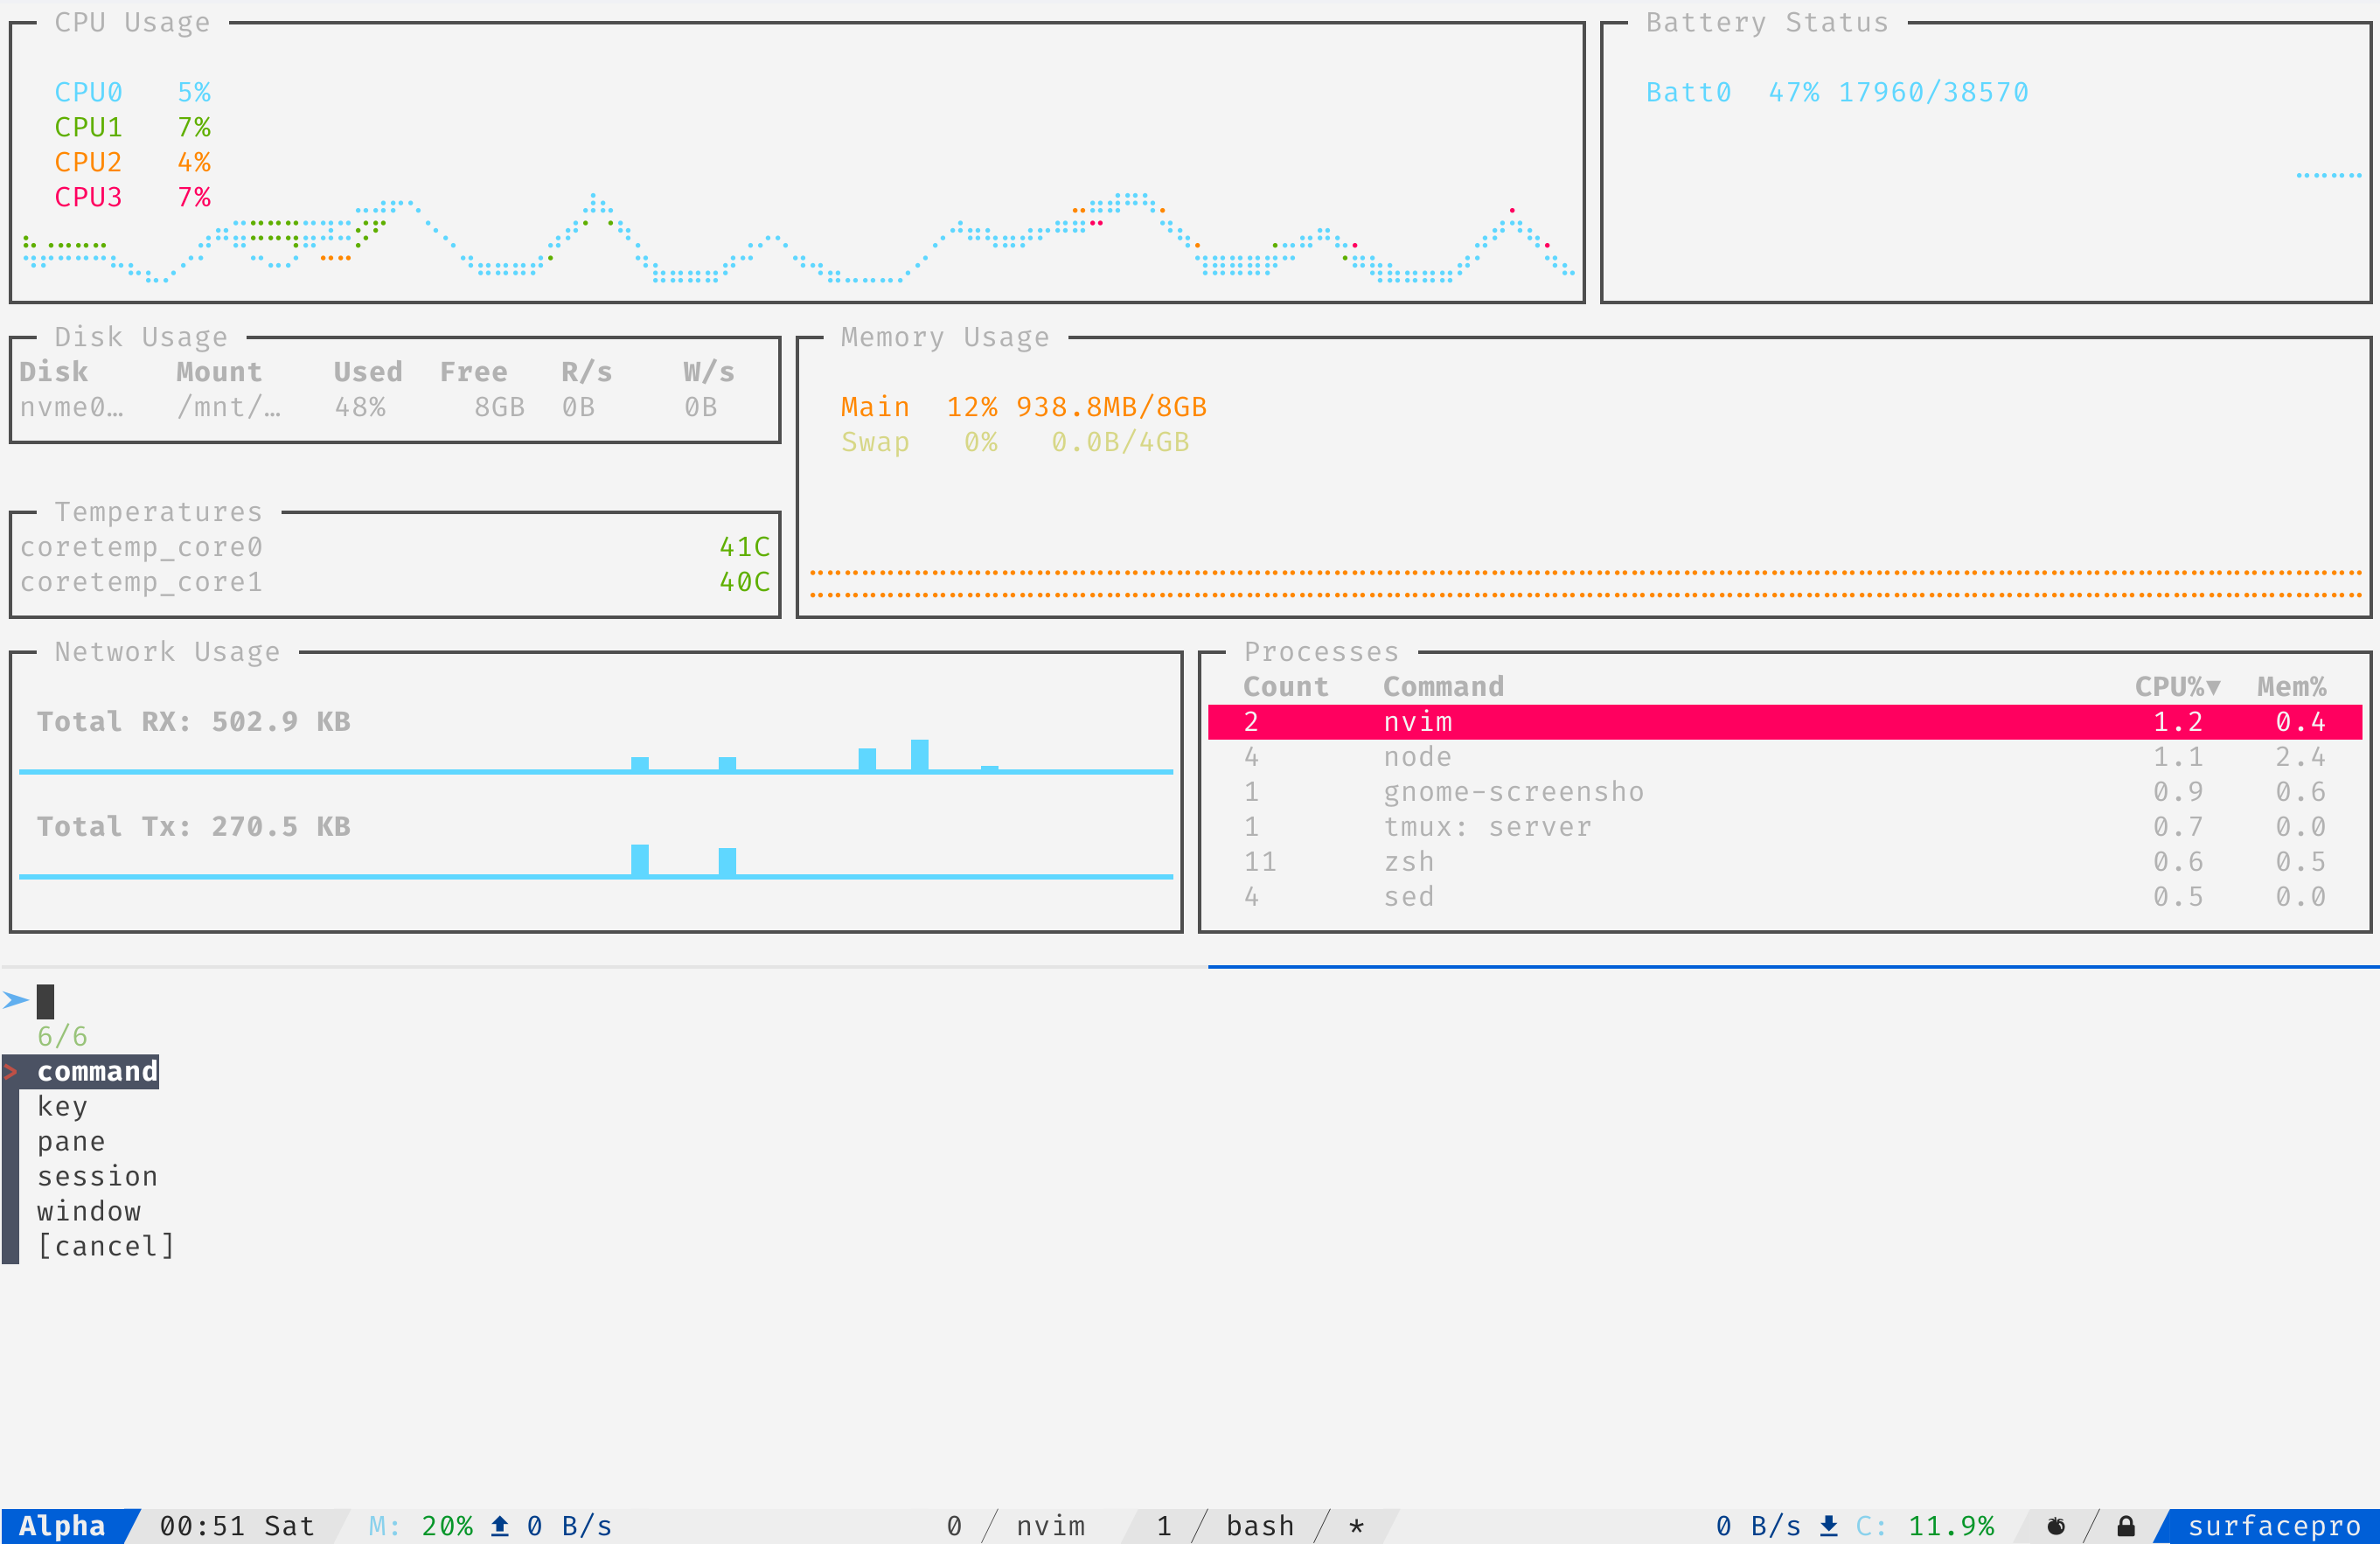 CPU Usage
CPU0 5%
CPU1 7%
CPU2 4%
CPU3 7%
Battery Status
Batt0 47% 17960/38570
Disk Usage
Disk Mount Used Free R/s W/s
nvme0… /mnt/… 48% 8GB 0B 0B
Memory Usage
Main 12% 938.8MB/8GB
Swap 0% 0.0B/4GB
Temperatures
coretemp_core0 41C
coretemp_core1 40C
Network Usage
Total RX: 502.9 KB
Total Tx: 270.5 KB
Processes
Count Command CPU%▼ Mem%
2 nvim 1.2 0.4
4 node 1.1 2.4
1 gnome-screensho 0.9 0.6
1 tmux: server 0.7 0.0
11 zsh 0.6 0.5
4 sed 0.5 0.0
➤
6/6
> command
key
pane
session
window
[cancel]
Alpha 00:51 Sat M: 20% 0 B/s 0 / nvim 1 / bash / * 0 B/s C: 11.9% surfacepro